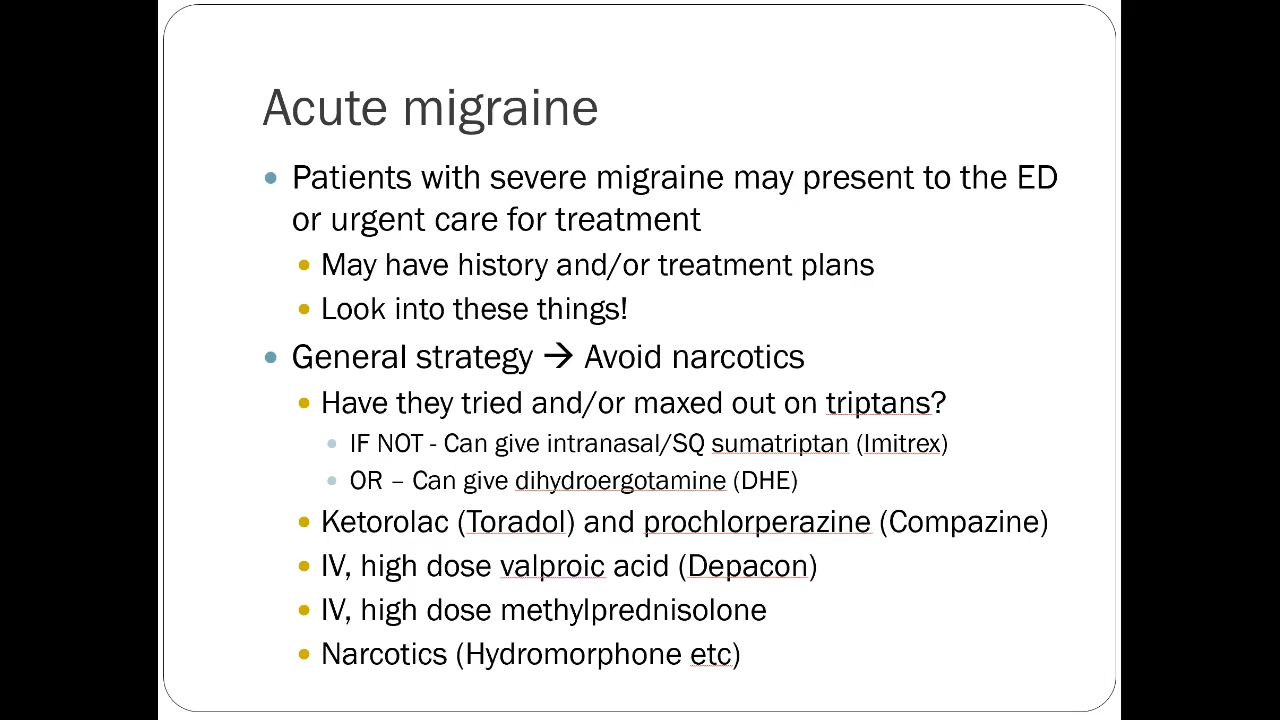 Acute migraine
• Patients with severe migraine may present to the ED
or urgent care for treatment
• May have history and/or treatment plans
• Look into these things!
• General strategy → Avoid narcotics
• Have they tried and/or maxed out on triptans?
• IF NOT - Can give intranasal/SQ sumatriptan (Imitrex)
• OR – Can give dihydroergotamine (DHE)
• Ketorolac (Toradol) and prochlorperazine (Compazine)
• IV, high dose valproic acid (Depacon)
• IV, high dose methylprednisolone
• Narcotics (Hydromorphone etc)